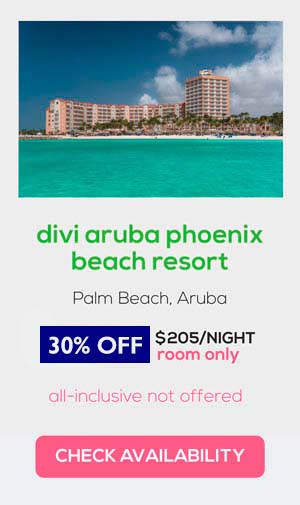 divi aruba phoenix
beach resort
Palm Beach, Aruba
30% OFF
$205/NIGHT
room only
all-inclusive not offered
CHECK AVAILABILITY